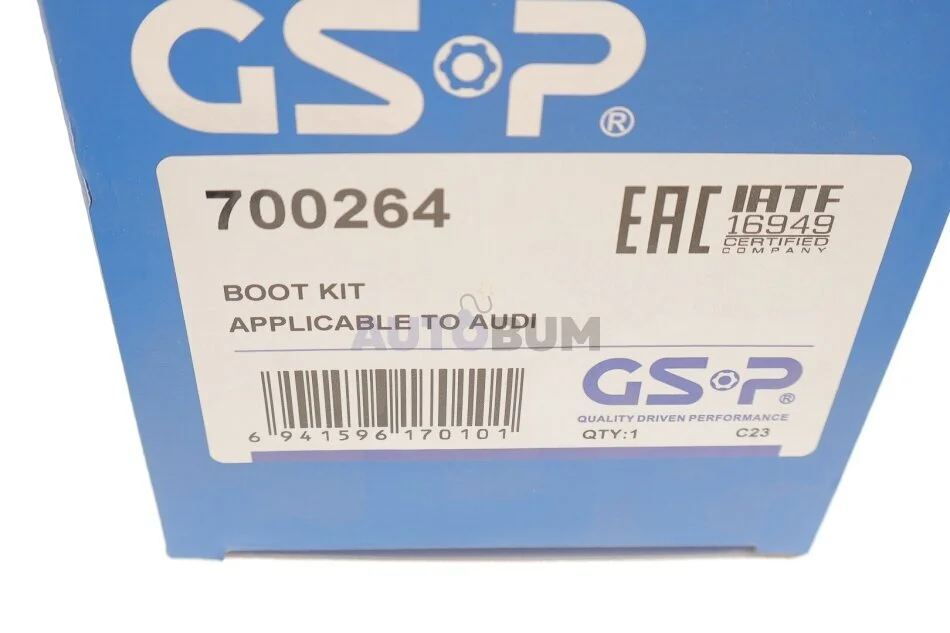 GSP®
700264
EAC
IATF
16949
CERTIFIED
COMPANY
BOOT KIT
APPLICABLE TO AUDI
AUTOBUM
GSP®
QUALITY DRIVEN PERFORMANCE
6 941596 170101
QTY:1 C23